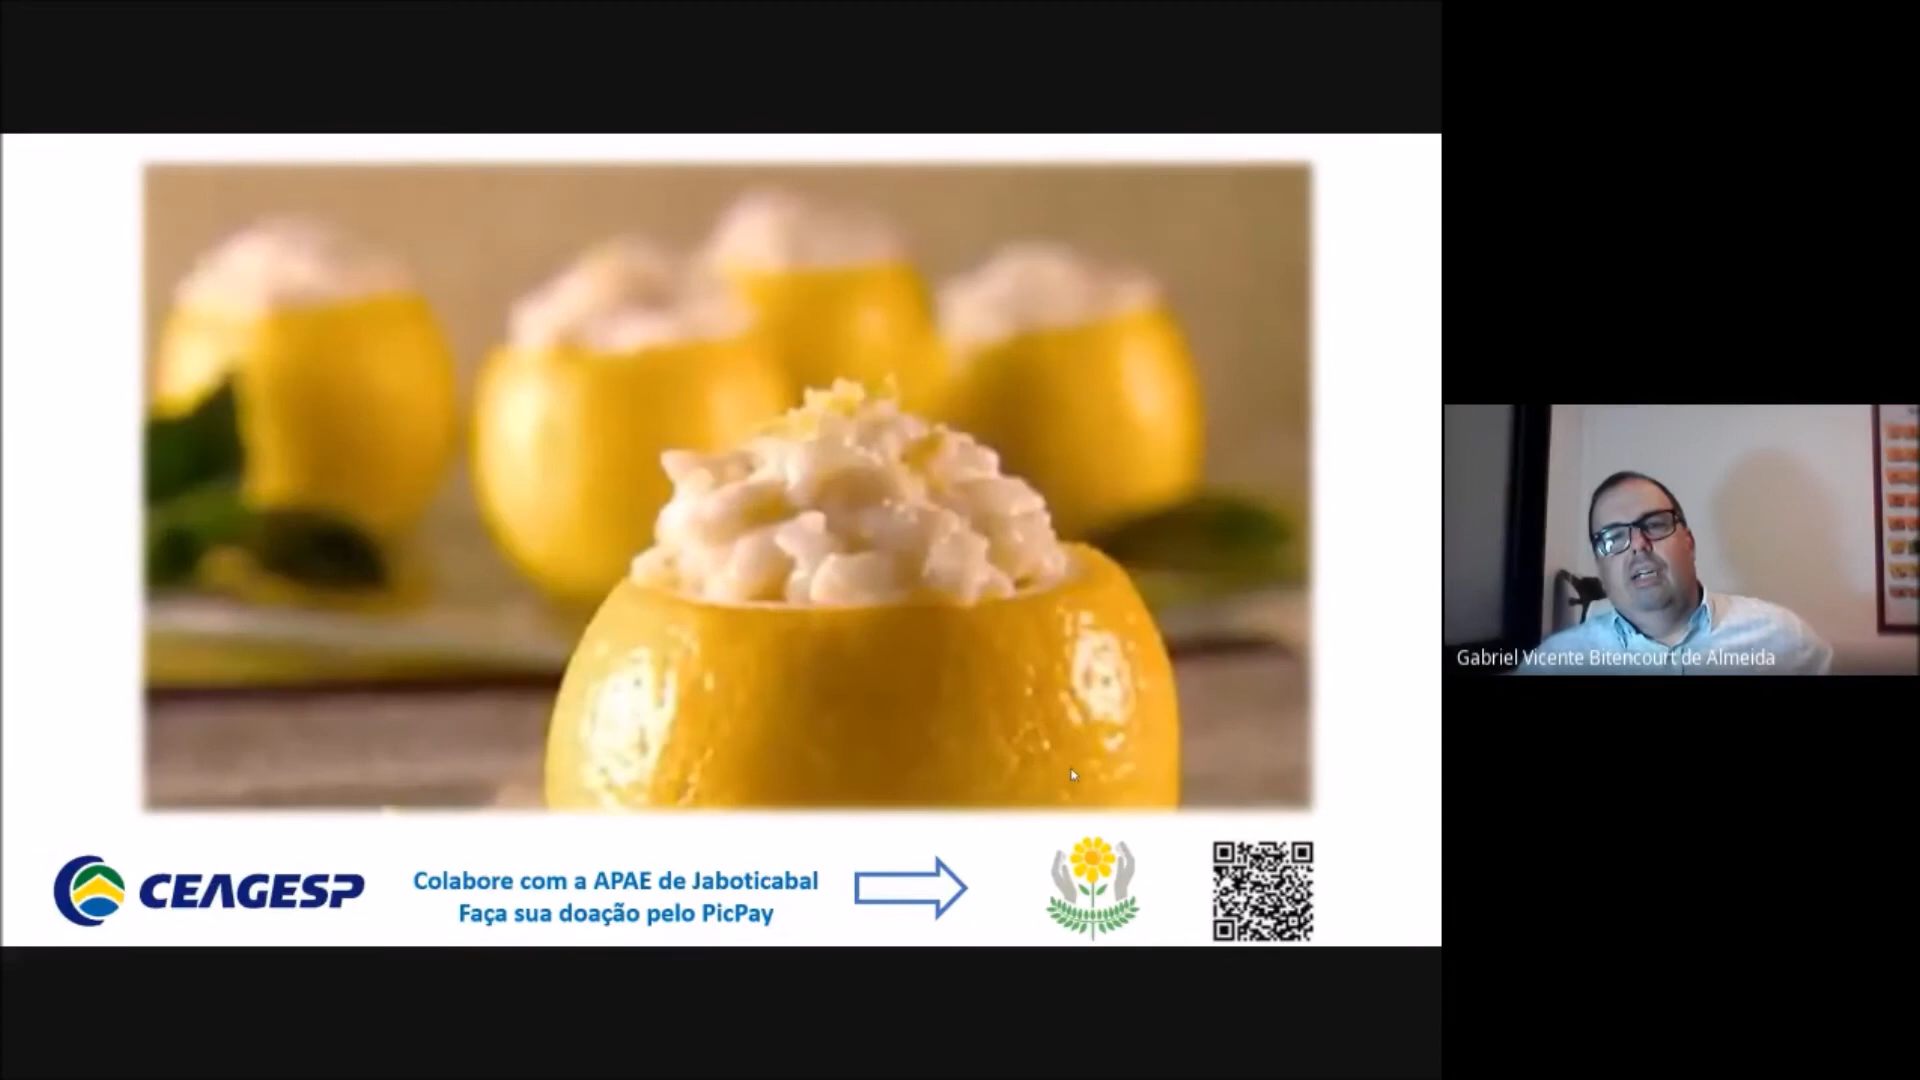 CEAGESP
Colabore com a APAE de Jaboticabal
Faça sua doação pelo PicPay
Gabriel Vicente Bitencourt de Almeida